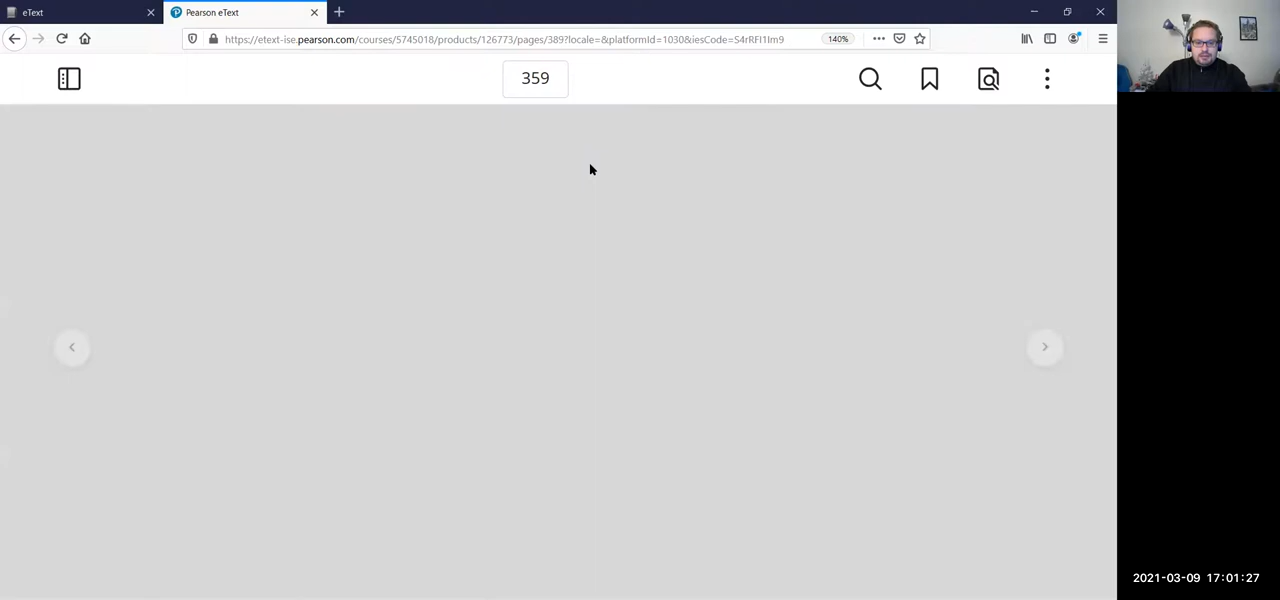 eText
Pearson eText
https://etext-ise.pearson.com/courses/5745018/products/126773/pages/389?locale=&platformId=1030&iesCode=S4rRFI1Im9
140%
359
2021-03-09 17:01:27